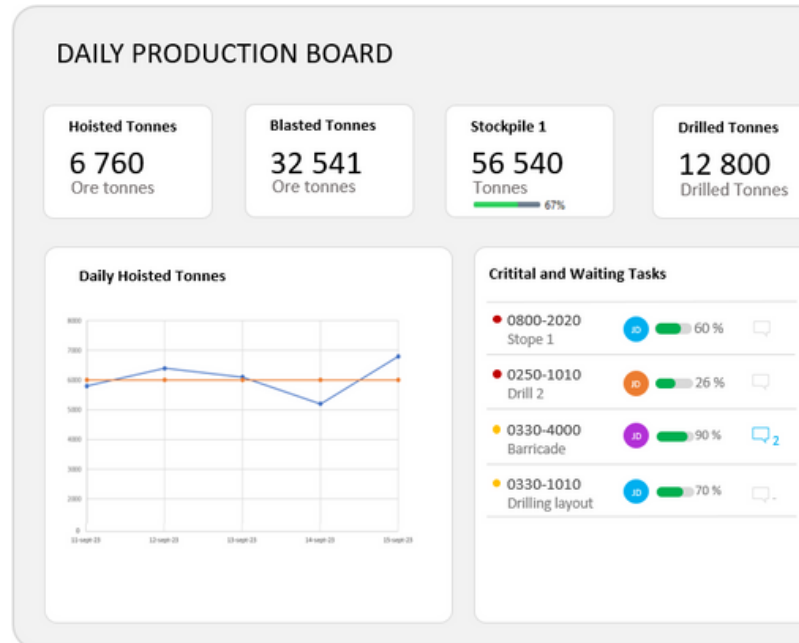 DAILY PRODUCTION BOARD
Hoisted Tonnes
6 760
Ore tonnes
Blasted Tonnes
32 541
Ore tonnes
Stockpile 1
56 540
Tonnes
67%
Drilled Tonnes
12 800
Drilled Tonnes
Daily Hoisted Tonnes
8000
7000
6000
5000
4000
3000
2000
0
11-sept-23
12-sept-23
13-sept-23
14-sept-23
15-sept-23
Critital and Waiting Tasks
0800-2020
Stope 1
JD
60 %
0250-1010
Drill 2
JD
26 %
0330-4000
Barricade
JD
90 %
2
0330-1010
Drilling layout
JD
70 %